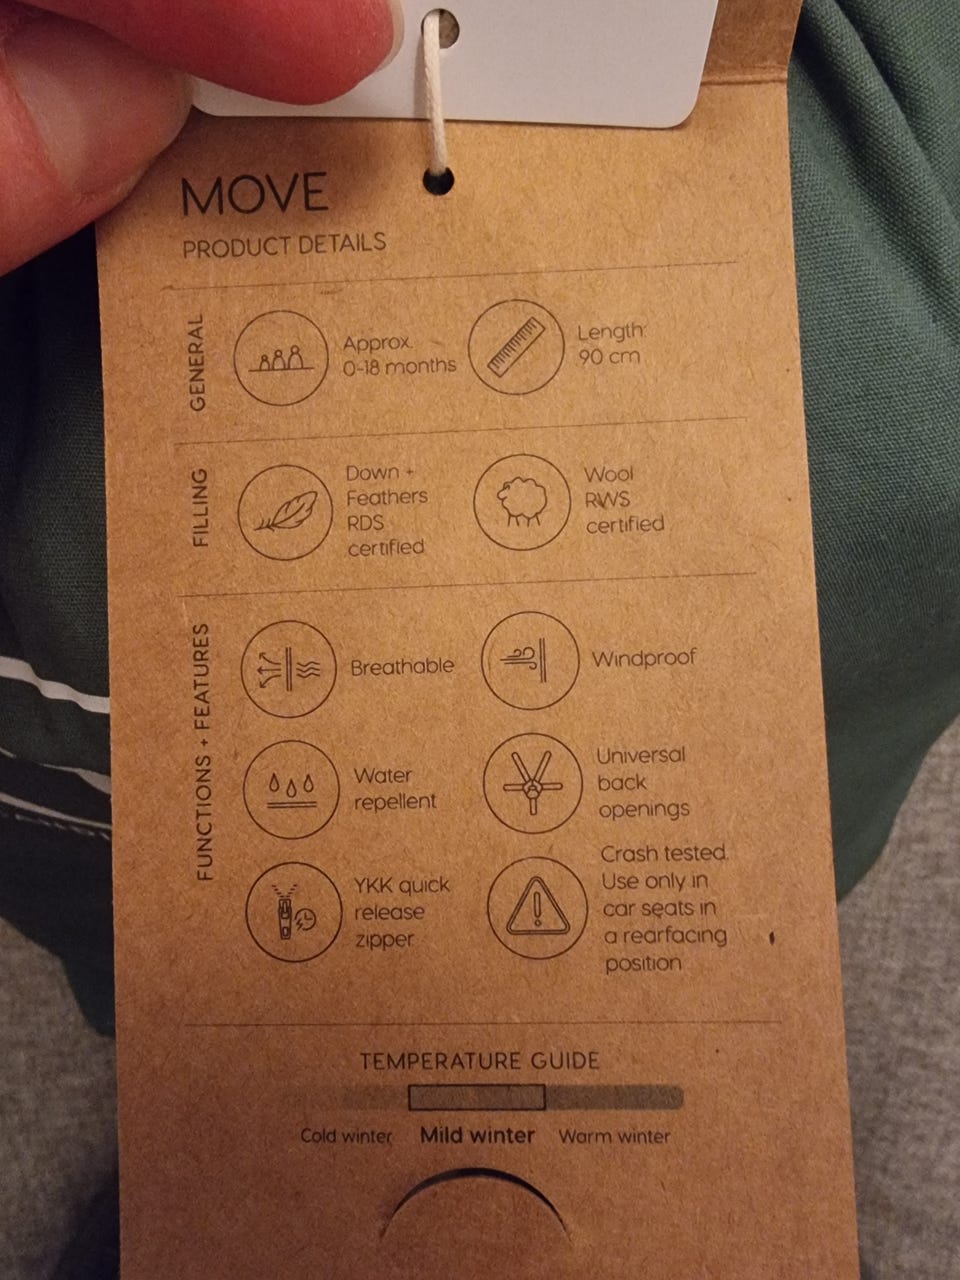 MOVE
PRODUCT DETAILS
GENERAL
Approx.
0-18 months
Length:
90 cm
FILLING
Down +
Feathers
RDS
certified
Wool
RWS
certified
FUNCTIONS + FEATURES
Breathable
Windproof
Water
repellent
Universal
back
openings
YKK quick
release
zipper
Crash tested.
Use only in
car seats in
a rearfacing
position
TEMPERATURE GUIDE
Cold winter
Mild winter
Warm winter